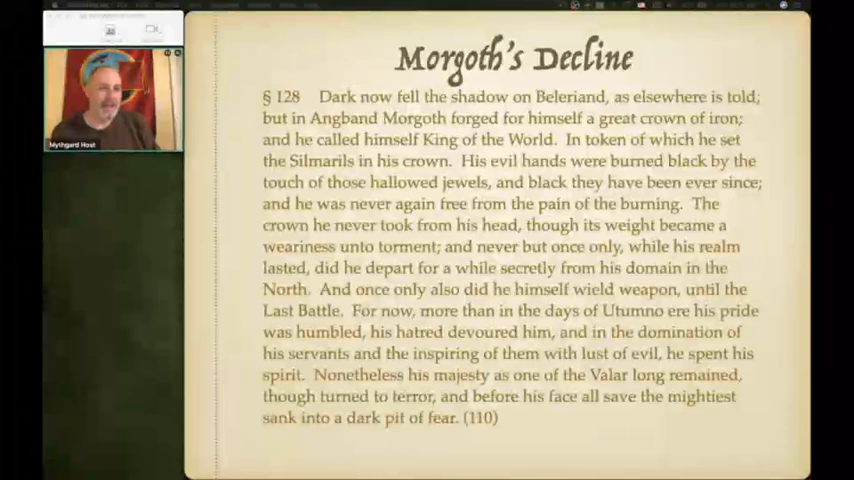 Morgoth's Decline
§ 128 Dark now fell the shadow on Beleriand, as elsewhere is told;
but in Angband Morgoth forged for himself a great crown of iron;
and he called himself King of the World. In token of which he set
the Silmarils in his crown. His evil hands were burned black by the
touch of those hallowed jewels, and black they have been ever since;
and he was never again free from the pain of the burning. The
crown he never took from his head, though its weight became a
weariness unto torment; and never but once only, while his realm
lasted, did he depart for a while secretly from his domain in the
North. And once only also did he himself wield weapon, until the
Last Battle. For now, more than in the days of Utumno ere his pride
was humbled, his hatred devoured him, and in the domination of
his servants and the inspiring of them with lust of evil, he spent his
spirit. Nonetheless his majesty as one of the Valar long remained,
though turned to terror, and before his face all save the mightiest
sank into a dark pit of fear. (110)
Mythgard Host